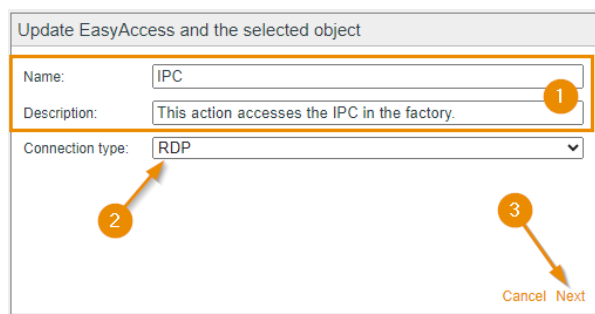 Update EasyAccess and the selected object
Name: IPC
1
Description: This action accesses the IPC in the factory.
Connection type: RDP
2
3
Cancel Next